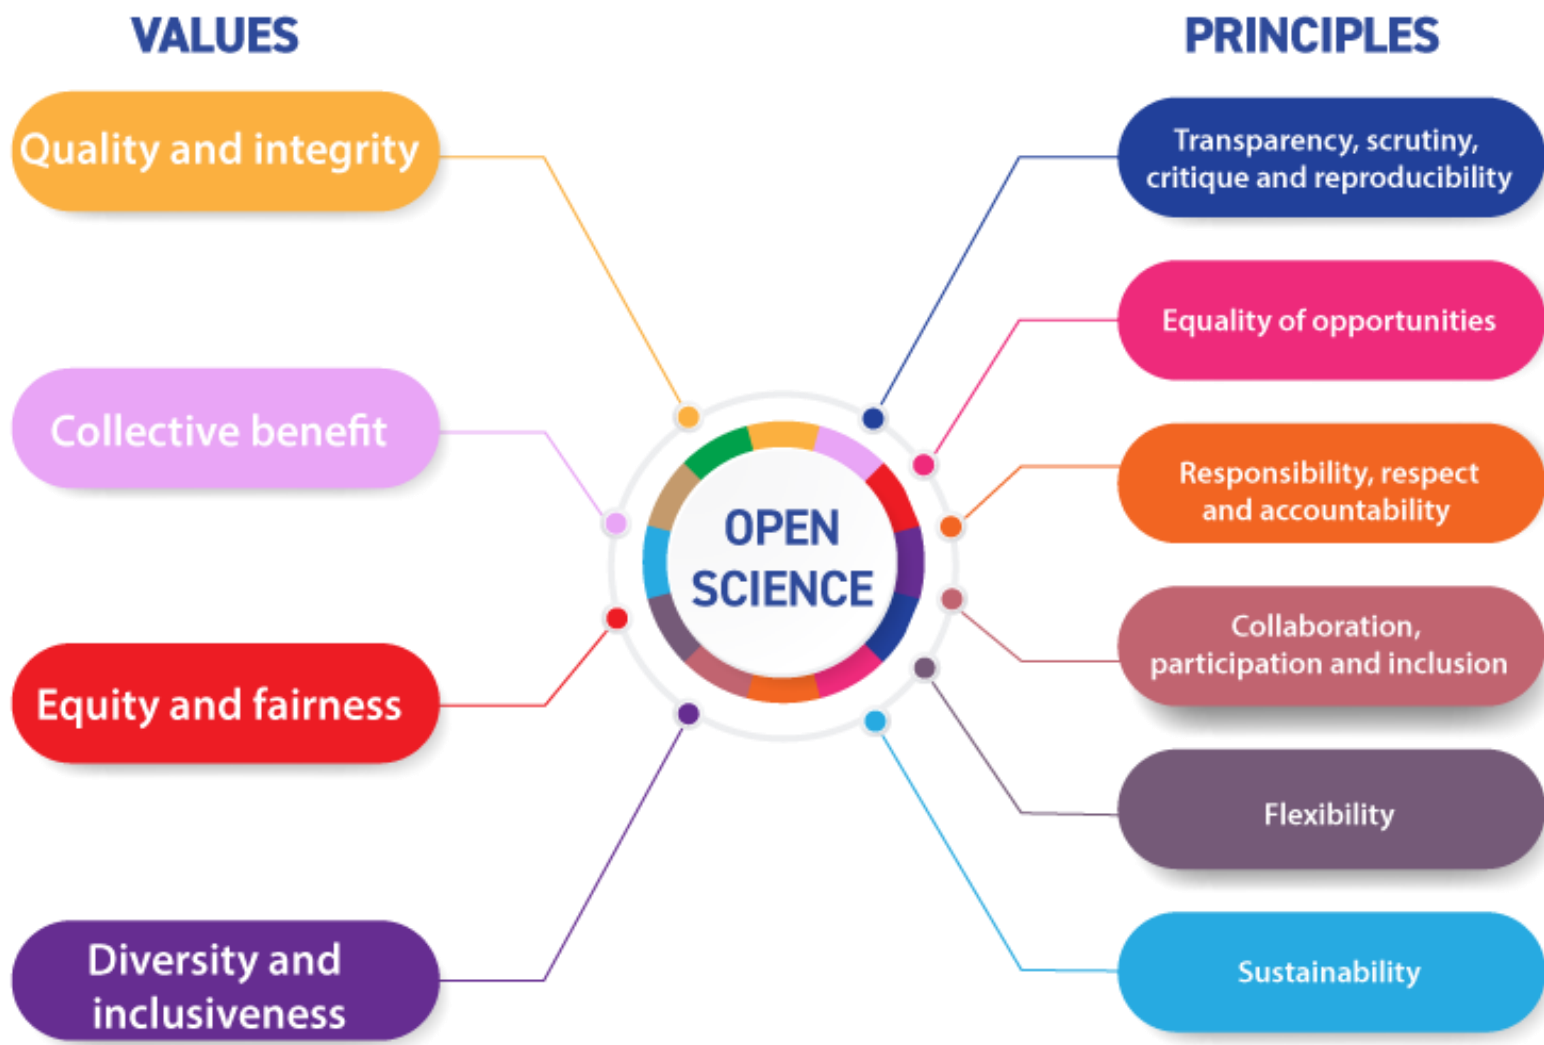 VALUES
Quality and integrity
Collective benefit
Equity and fairness
Diversity and
inclusiveness
OPEN
SCIENCE
PRINCIPLES
Transparency, scrutiny,
critique and reproducibility
Equality of opportunities
Responsibility, respect
and accountability
Collaboration,
participation and inclusion
Flexibility
Sustainability